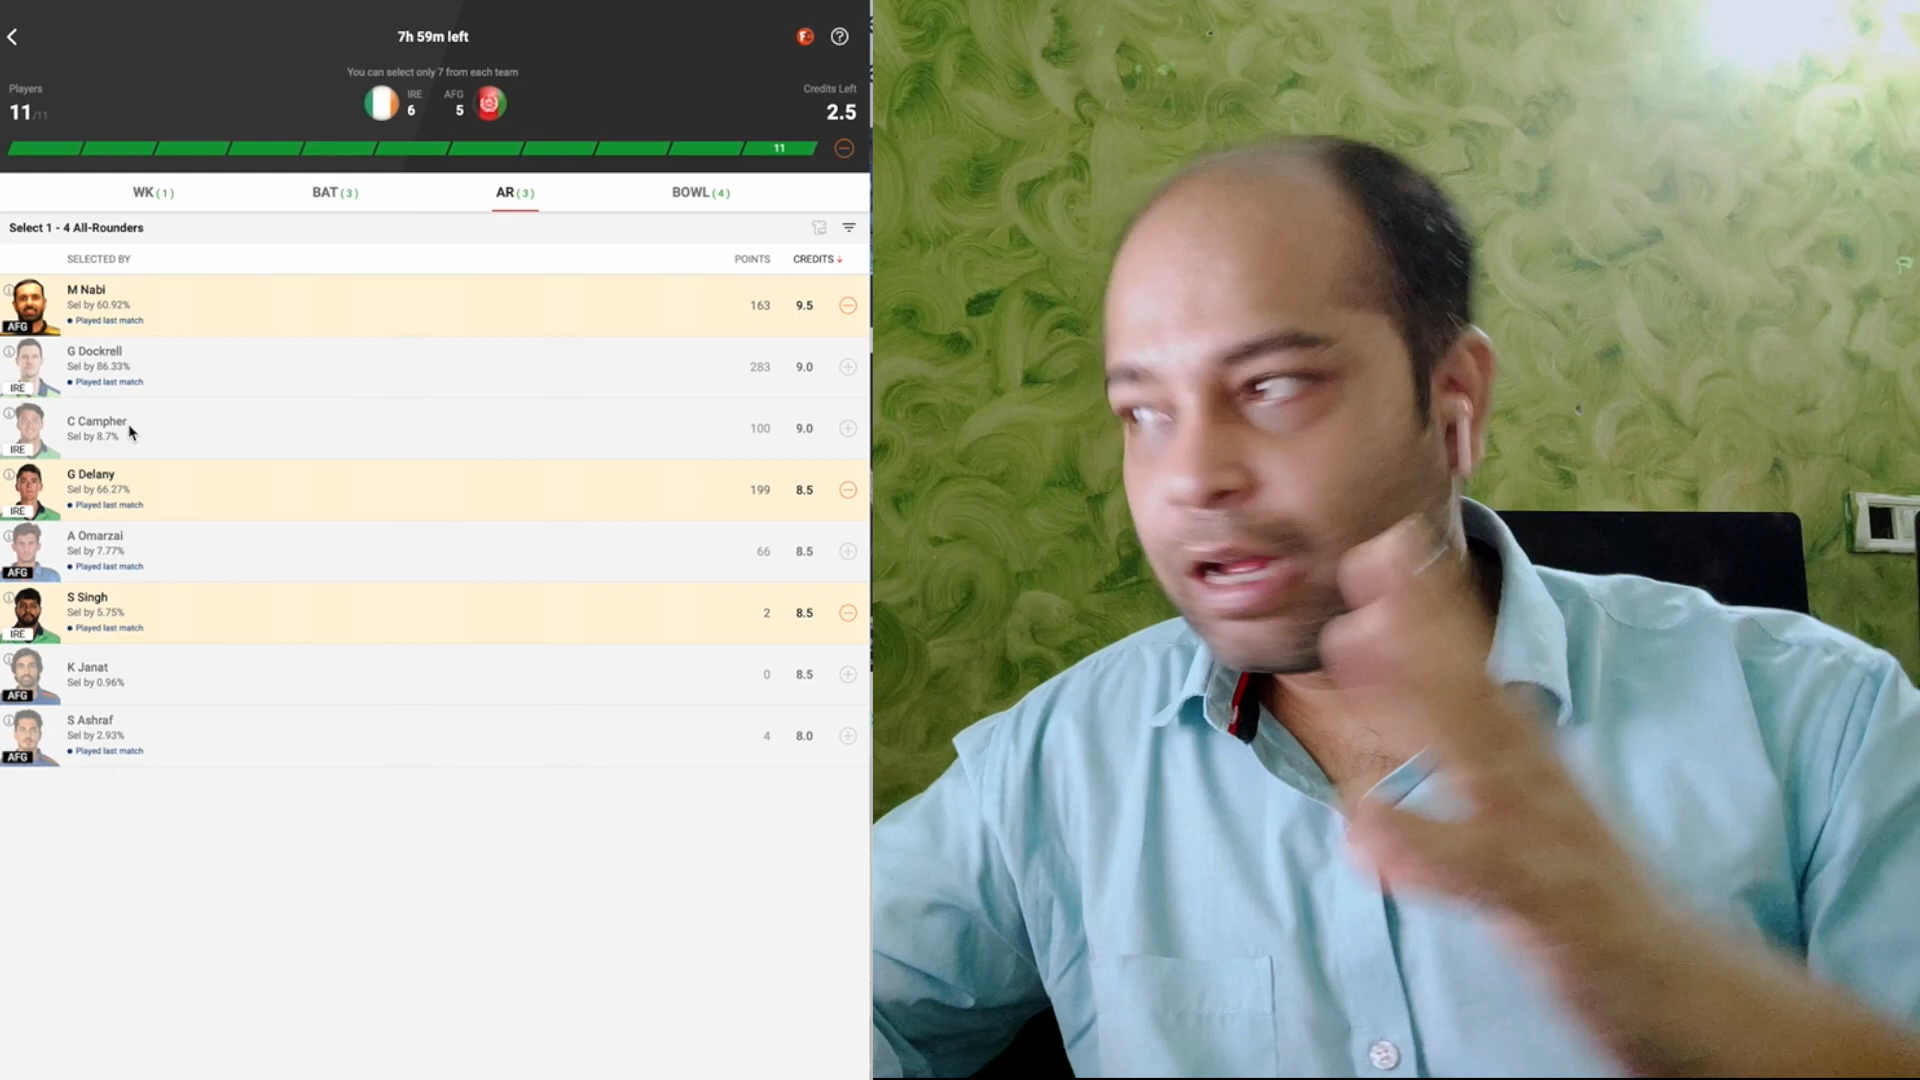 7h 59m left
You can select only 7 from each team
Players
11/11
IRE
6
AFG
5
Credits Left
2.5
11
WK (1)
BAT (3)
AR (3)
BOWL (4)
Select 1 - 4 All-Rounders
SELECTED BY
POINTS
CREDITS
M Nabi
Sel by 60.92%
Played last match
AFG
163
9.5
G Dockrell
Sel by 86.33%
Played last match
IRE
283
9.0
C Campher
Sel by 8.7%
IRE
100
9.0
G Delany
Sel by 66.27%
Played last match
IRE
199
8.5
A Omarzai
Sel by 7.77%
Played last match
AFG
66
8.5
S Singh
Sel by 5.75%
Played last match
IRE
2
8.5
K Janat
Sel by 0.96%
AFG
0
8.5
S Ashraf
Sel by 2.93%
Played last match
AFG
4
8.0